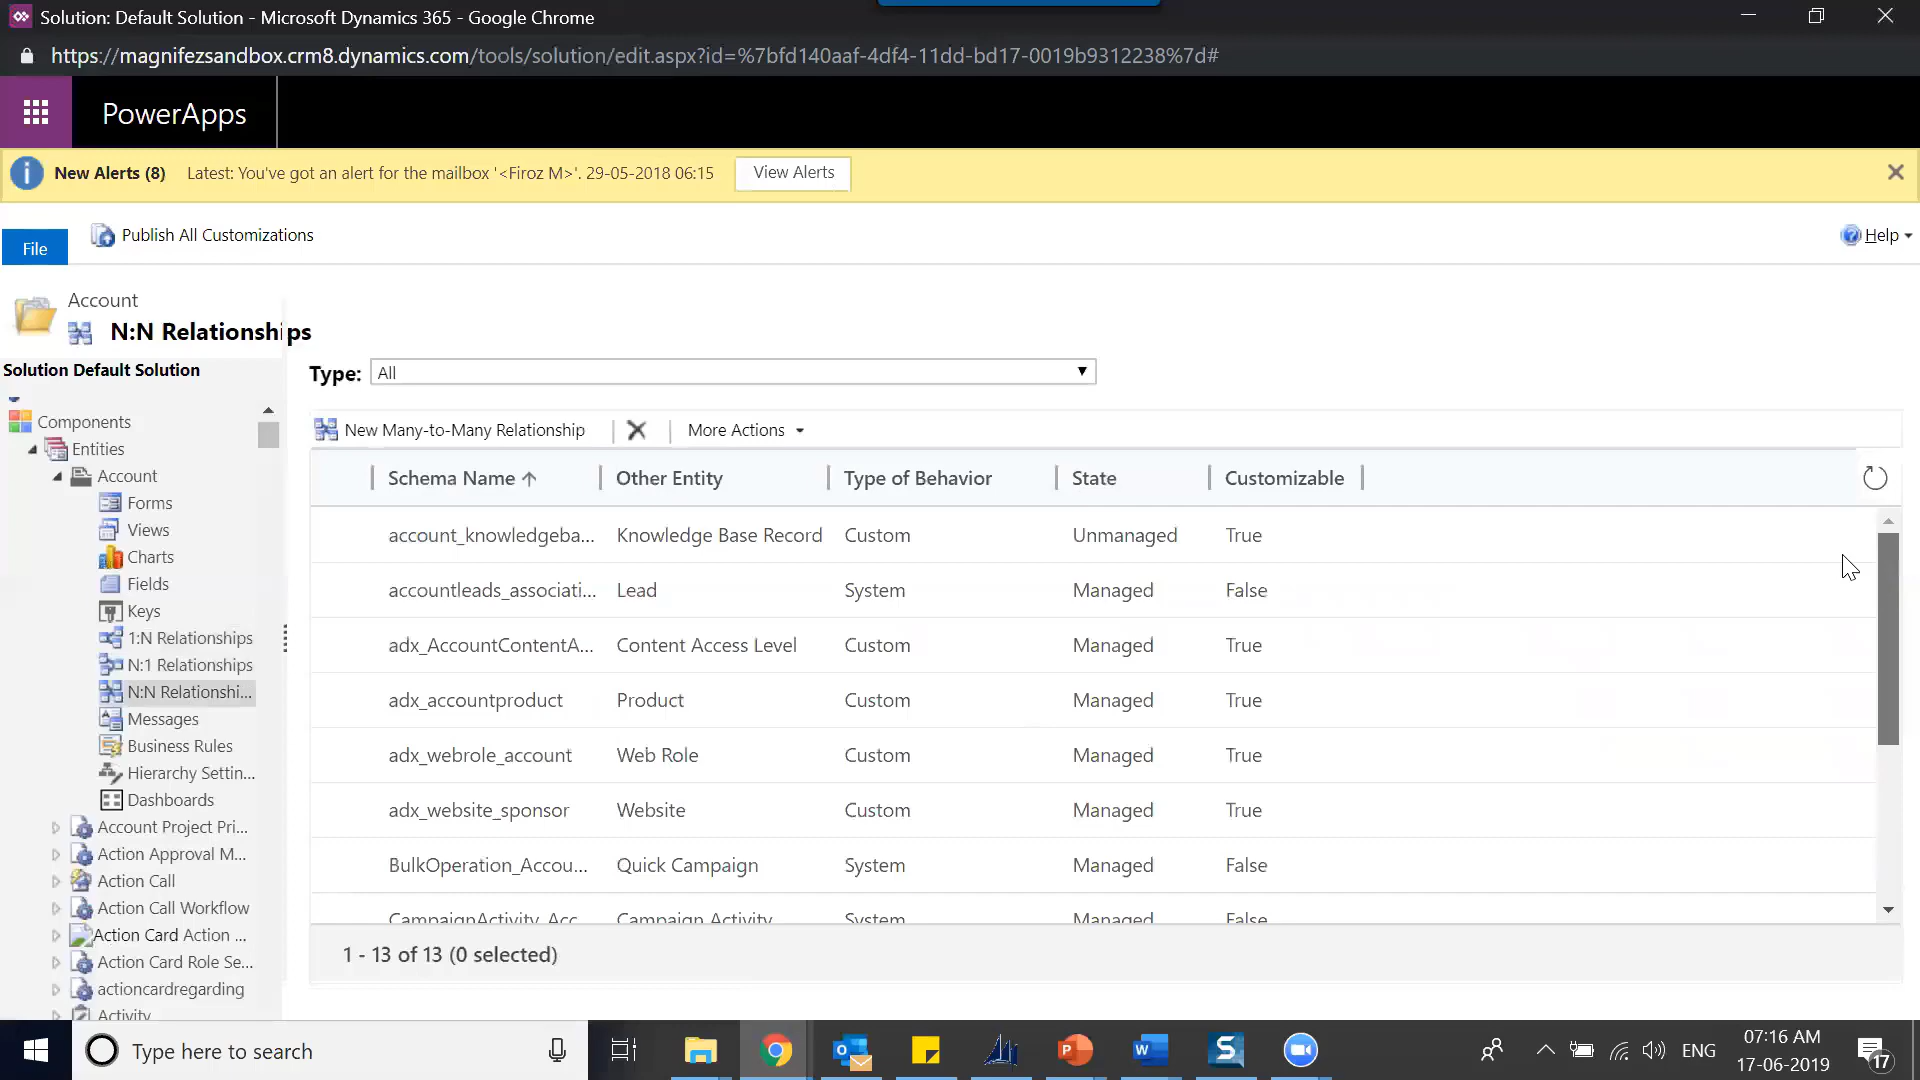 Solution: Default Solution - Microsoft Dynamics 365 - Google Chrome
https://magnifezsandbox.crm8.dynamics.com/tools/solution/edit.aspx?id=%7bfd140aaf-4df4-11dd-bd17-0019b9312238%7d#
PowerApps
New Alerts (8) Latest: You've got an alert for the mailbox '<Firoz M>'. 29-05-2018 06:15 View Alerts
File Publish All Customizations Help
Account
N:N Relationships
Solution Default Solution
Components
Entities
Account
Forms
Views
Charts
Fields
Keys
1:N Relationships
N:1 Relationships
N:N Relationshi...
Messages
Business Rules
Hierarchy Settin...
Dashboards
Account Project Pri...
Action Approval M...
Action Call
Action Call Workflow
Action Card Action ...
Action Card Role Se...
actioncardregarding
Activity
Type: All
New Many-to-Many Relationship More Actions
Schema Name Other Entity Type of Behavior State Customizable
account_knowledgeba... Knowledge Base Record Custom Unmanaged True
accountleads_associati... Lead System Managed False
adx_AccountContentA... Content Access Level Custom Managed True
adx_accountproduct Product Custom Managed True
adx_webrole_account Web Role Custom Managed True
adx_website_sponsor Website Custom Managed True
BulkOperation_Accou... Quick Campaign System Managed False
CampaignActivity_Acc... Campaign Activity System Managed False
1 - 13 of 13 (0 selected)
Type here to search
ENG
07:16 AM
17-06-2019
17